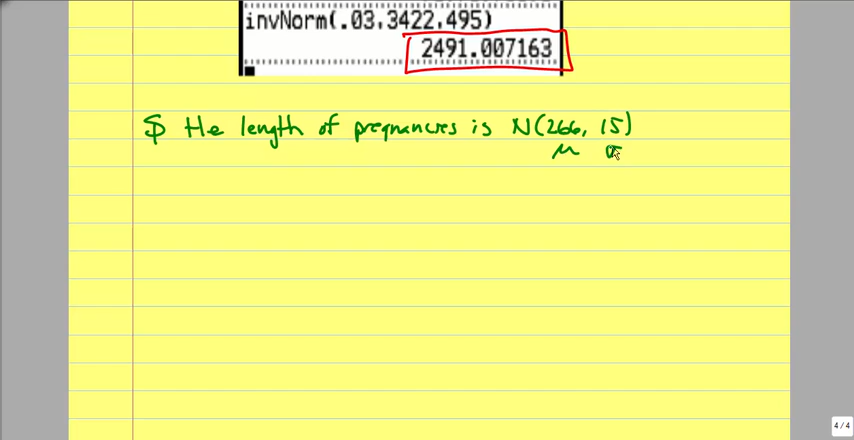 invNorm(.03,3422,495)
2491.007163
$ the length of pregnancies is N(266, 15)
μ σ
4 / 4